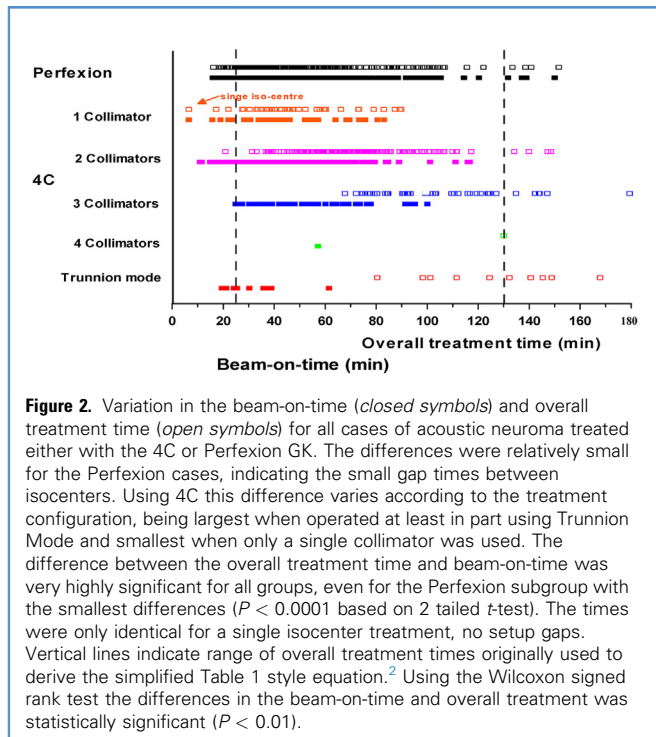 Perfexion
singe iso-centre
1 Collimator
2 Collimators
4C
3 Collimators
4 Collimators
Trunnion mode
0 20 40 60 80 100 120 140 160 180
Overall treatment time (min)
Beam-on-time (min)
Figure 2. Variation in the beam-on-time (closed symbols) and overall
treatment time (open symbols) for all cases of acoustic neuroma treated
either with the 4C or Perfexion GK. The differences were relatively small
for the Perfexion cases, indicating the small gap times between
isocenters. Using 4C this difference varies according to the treatment
configuration, being largest when operated at least in part using Trunnion
Mode and smallest when only a single collimator was used. The
difference between the overall treatment time and beam-on-time was
very highly significant for all groups, even for the Perfexion subgroup with
the smallest differences (P < 0.0001 based on 2 tailed t-test). The times
were only identical for a single isocenter treatment, no setup gaps.
Vertical lines indicate range of overall treatment times originally used to
derive the simplified Table 1 style equation.2 Using the Wilcoxon signed
rank test the differences in the beam-on-time and overall treatment was
statistically significant (P < 0.01).